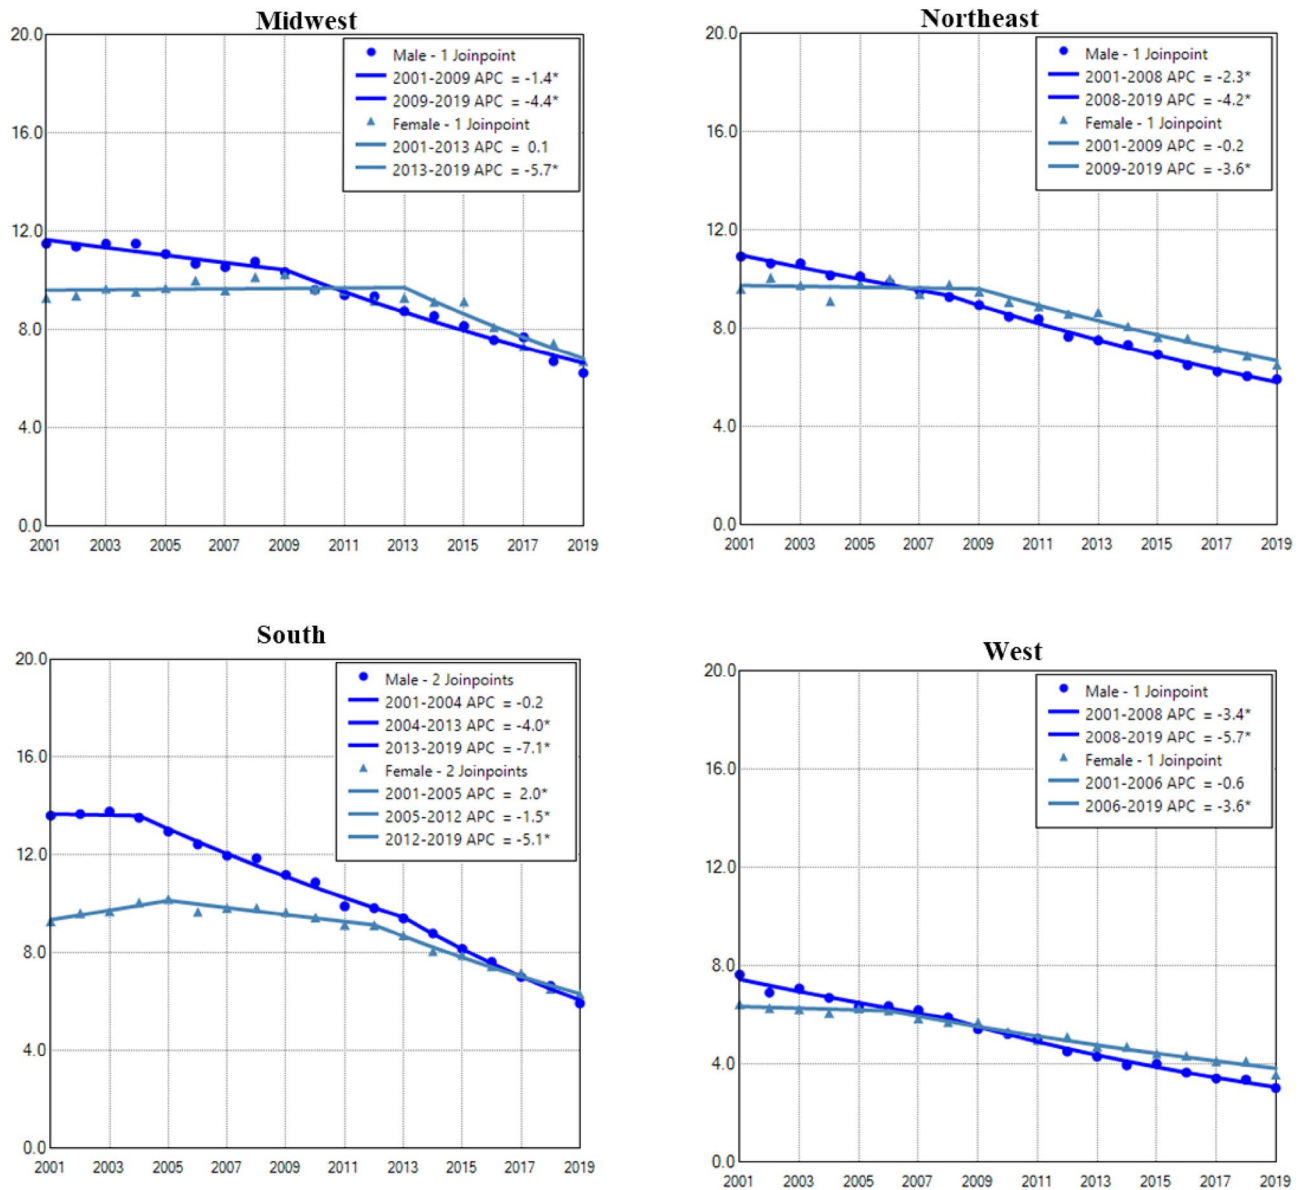 Midwest
20.0
16.0
12.0
8.0
4.0
0.0
Male - 1 Joinpoint
2001-2009 APC = -1.4*
2009-2019 APC = -4.4*
Female - 1 Joinpoint
2001-2013 APC = 0.1
2013-2019 APC = -5.7*
2001 2003 2005 2007 2009 2011 2013 2015 2017 2019
Northeast
20.0
16.0
12.0
8.0
4.0
0.0
Male - 1 Joinpoint
2001-2008 APC = -2.3*
2008-2019 APC = -4.2*
Female - 1 Joinpoint
2001-2009 APC = -0.2
2009-2019 APC = -3.6*
2001 2003 2005 2007 2009 2011 2013 2015 2017 2019
South
20.0
16.0
12.0
8.0
4.0
0.0
Male - 2 Joinpoints
2001-2004 APC = -0.2
2004-2013 APC = -4.0*
2013-2019 APC = -7.1*
Female - 2 Joinpoints
2001-2005 APC = 2.0*
2005-2012 APC = -1.5*
2012-2019 APC = -5.1*
2001 2003 2005 2007 2009 2011 2013 2015 2017 2019
West
20.0
16.0
12.0
8.0
4.0
0.0
Male - 1 Joinpoint
2001-2008 APC = -3.4*
2008-2019 APC = -5.7*
Female - 1 Joinpoint
2001-2006 APC = -0.6
2006-2019 APC = -3.6*
2001 2003 2005 2007 2009 2011 2013 2015 2017 2019